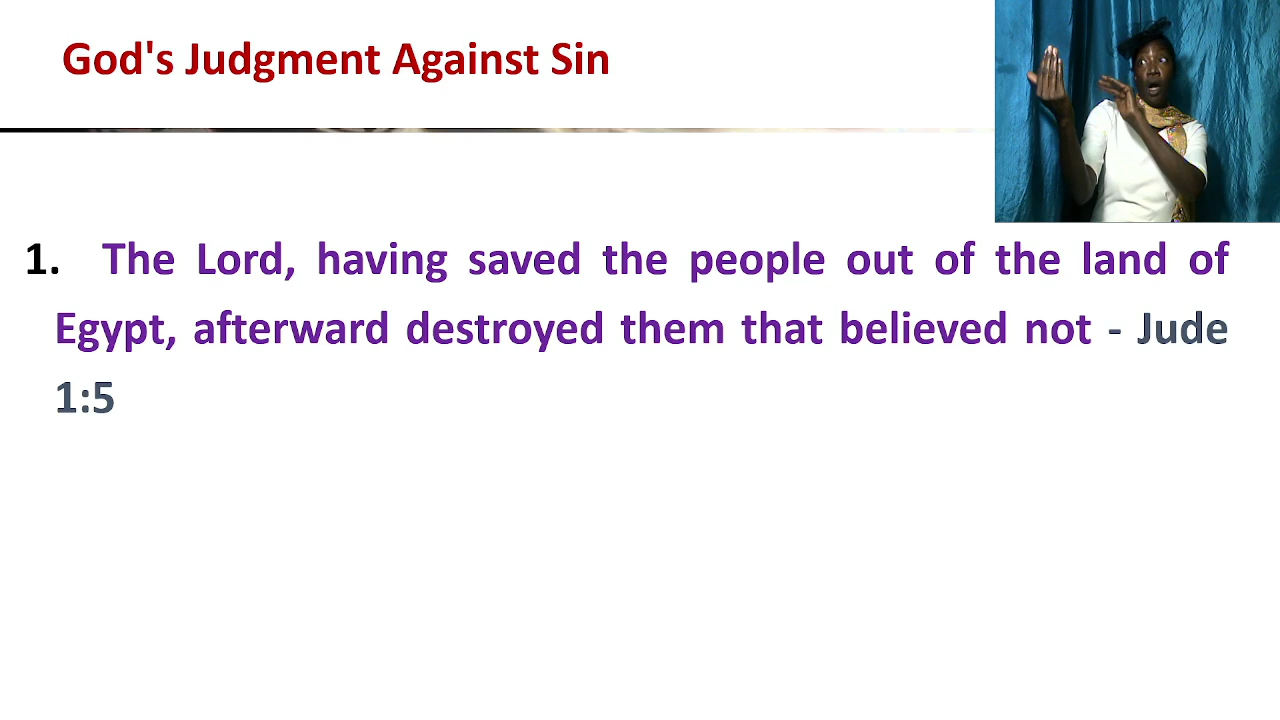 God's Judgment Against Sin
1. The Lord, having saved the people out of the land of
Egypt, afterward destroyed them that believed not - Jude
1:5